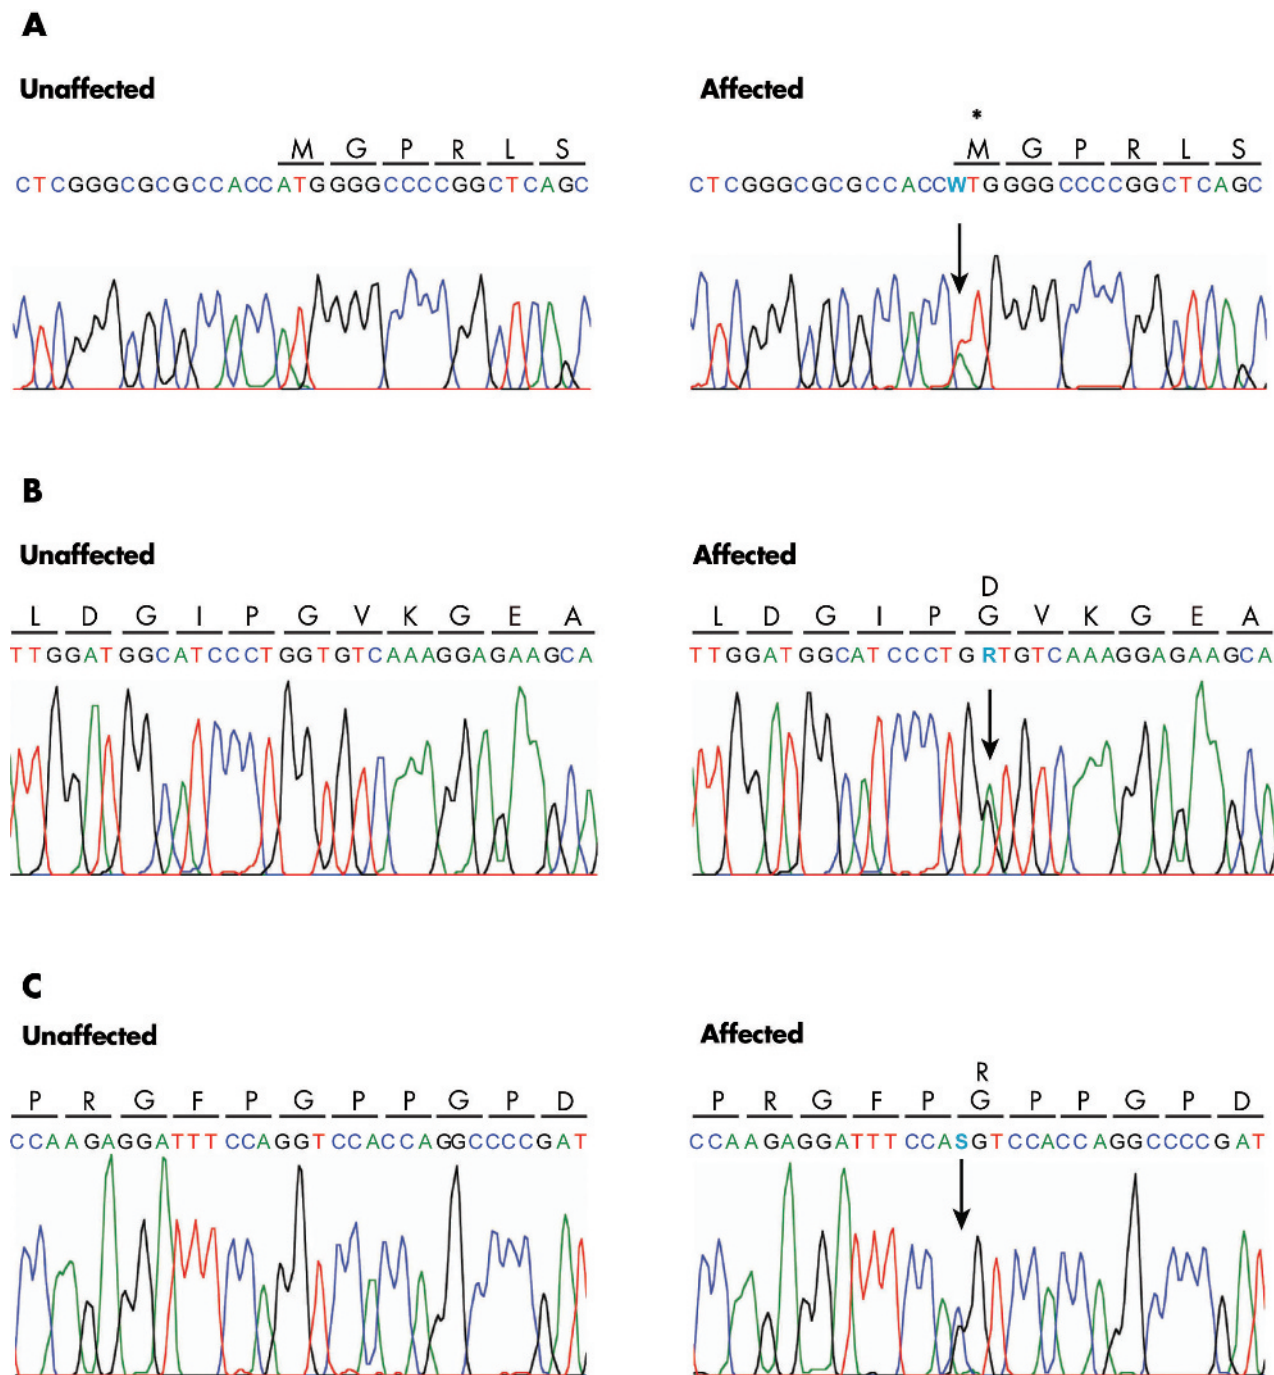 A
Unaffected
Affected
*
M G P R L S
M G P R L S
CTCGGGCGCGCCACCATGGGGCCCCGGCTCAGC
CTCGGGCGCGCCACCWTGGGGCCCCGGCTCAGC
B
Unaffected
Affected
D
L D G I P G V K G E A
L D G I P G V K G E A
TTGGATGGCATCCCTGGTGTCAAAGGAGAAGCA
TTGGATGGCATCCCTGRTGTCAAAGGAGAAGCA
C
Unaffected
Affected
R
P R G F P G P P G P D
P R G F P G P P G P D
CCAAGAGGATTTCCAGGTCCACCAGGCCCCGAT
CCAAGAGGATTTCCASGTCCACCAGGCCCCGAT